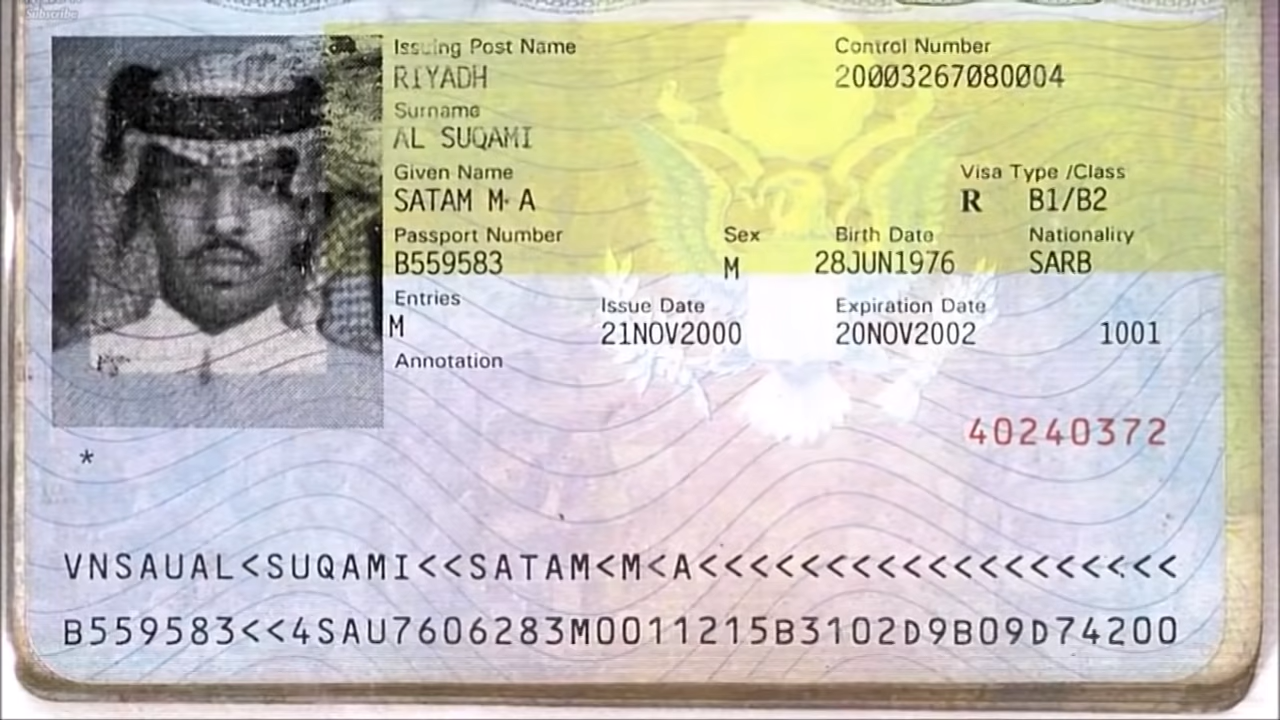 Subscribe
Issuing Post Name Control Number
RIYADH 20003267080004
Surname
AL SUQAMI
Given Name Visa Type /Class
SATAM M A R B1/B2
Passport Number Sex Birth Date Nationality
B559583 M 28JUN1976 SARB
Entries Issue Date Expiration Date
M 21NOV2000 20NOV2002 1001
Annotation
40240372
*
VNSAUAL<SUQAMI<<SATAM<M<A<<<<<<<<<<<<<<<<<<<
B559583<<4SAU7606283M0011215B3102D9B09D74200